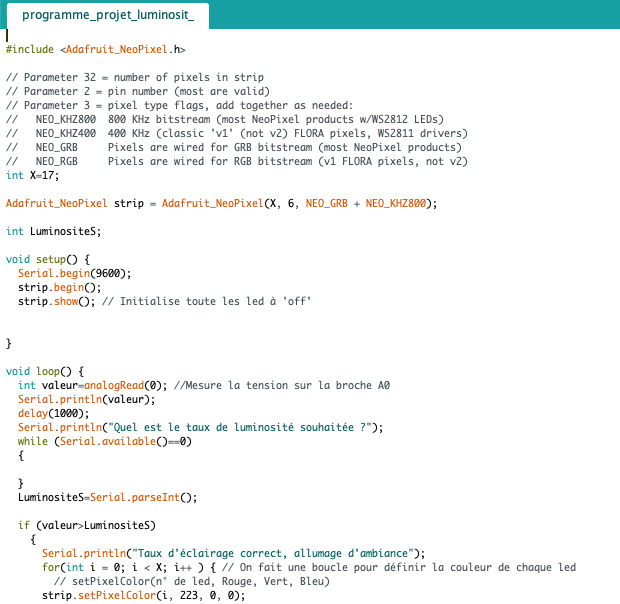 programme_projet_luminosit_
#include <Adafruit_NeoPixel.h>
// Parameter 32 = number of pixels in strip
// Parameter 2 = pin number (most are valid)
// Parameter 3 = pixel type flags, add together as needed:
//   NEO_KHZ800  800 KHz bitstream (most NeoPixel products w/WS2812 LEDs)
//   NEO_KHZ400  400 KHz (classic 'v1' (not v2) FLORA pixels, WS2811 drivers)
//   NEO_GRB     Pixels are wired for GRB bitstream (most NeoPixel products)
//   NEO_RGB     Pixels are wired for RGB bitstream (v1 FLORA pixels, not v2)
int X=17;
Adafruit_NeoPixel strip = Adafruit_NeoPixel(X, 6, NEO_GRB + NEO_KHZ800);
int LuminositeS;
void setup() {
  Serial.begin(9600);
  strip.begin();
  strip.show(); // Initialise toute les led à 'off'
}
void loop() {
  int valeur=analogRead(0); //Mesure la tension sur la broche A0
  Serial.println(valeur);
  delay(1000);
  Serial.println("Quel est le taux de luminosité souhaitée ?");
  while (Serial.available()==0)
  {
  }
  LuminositeS=Serial.parseInt();
  if (valeur>LuminositeS)
    {
      Serial.println("Taux d'éclairage correct, allumage d'ambiance");
      for(int i = 0; i < X; i++ ) { // On fait une boucle pour définir la couleur de chaque led
        // setPixelColor(n° de led, Rouge, Vert, Bleu)
      strip.setPixelColor(i, 223, 0, 0);